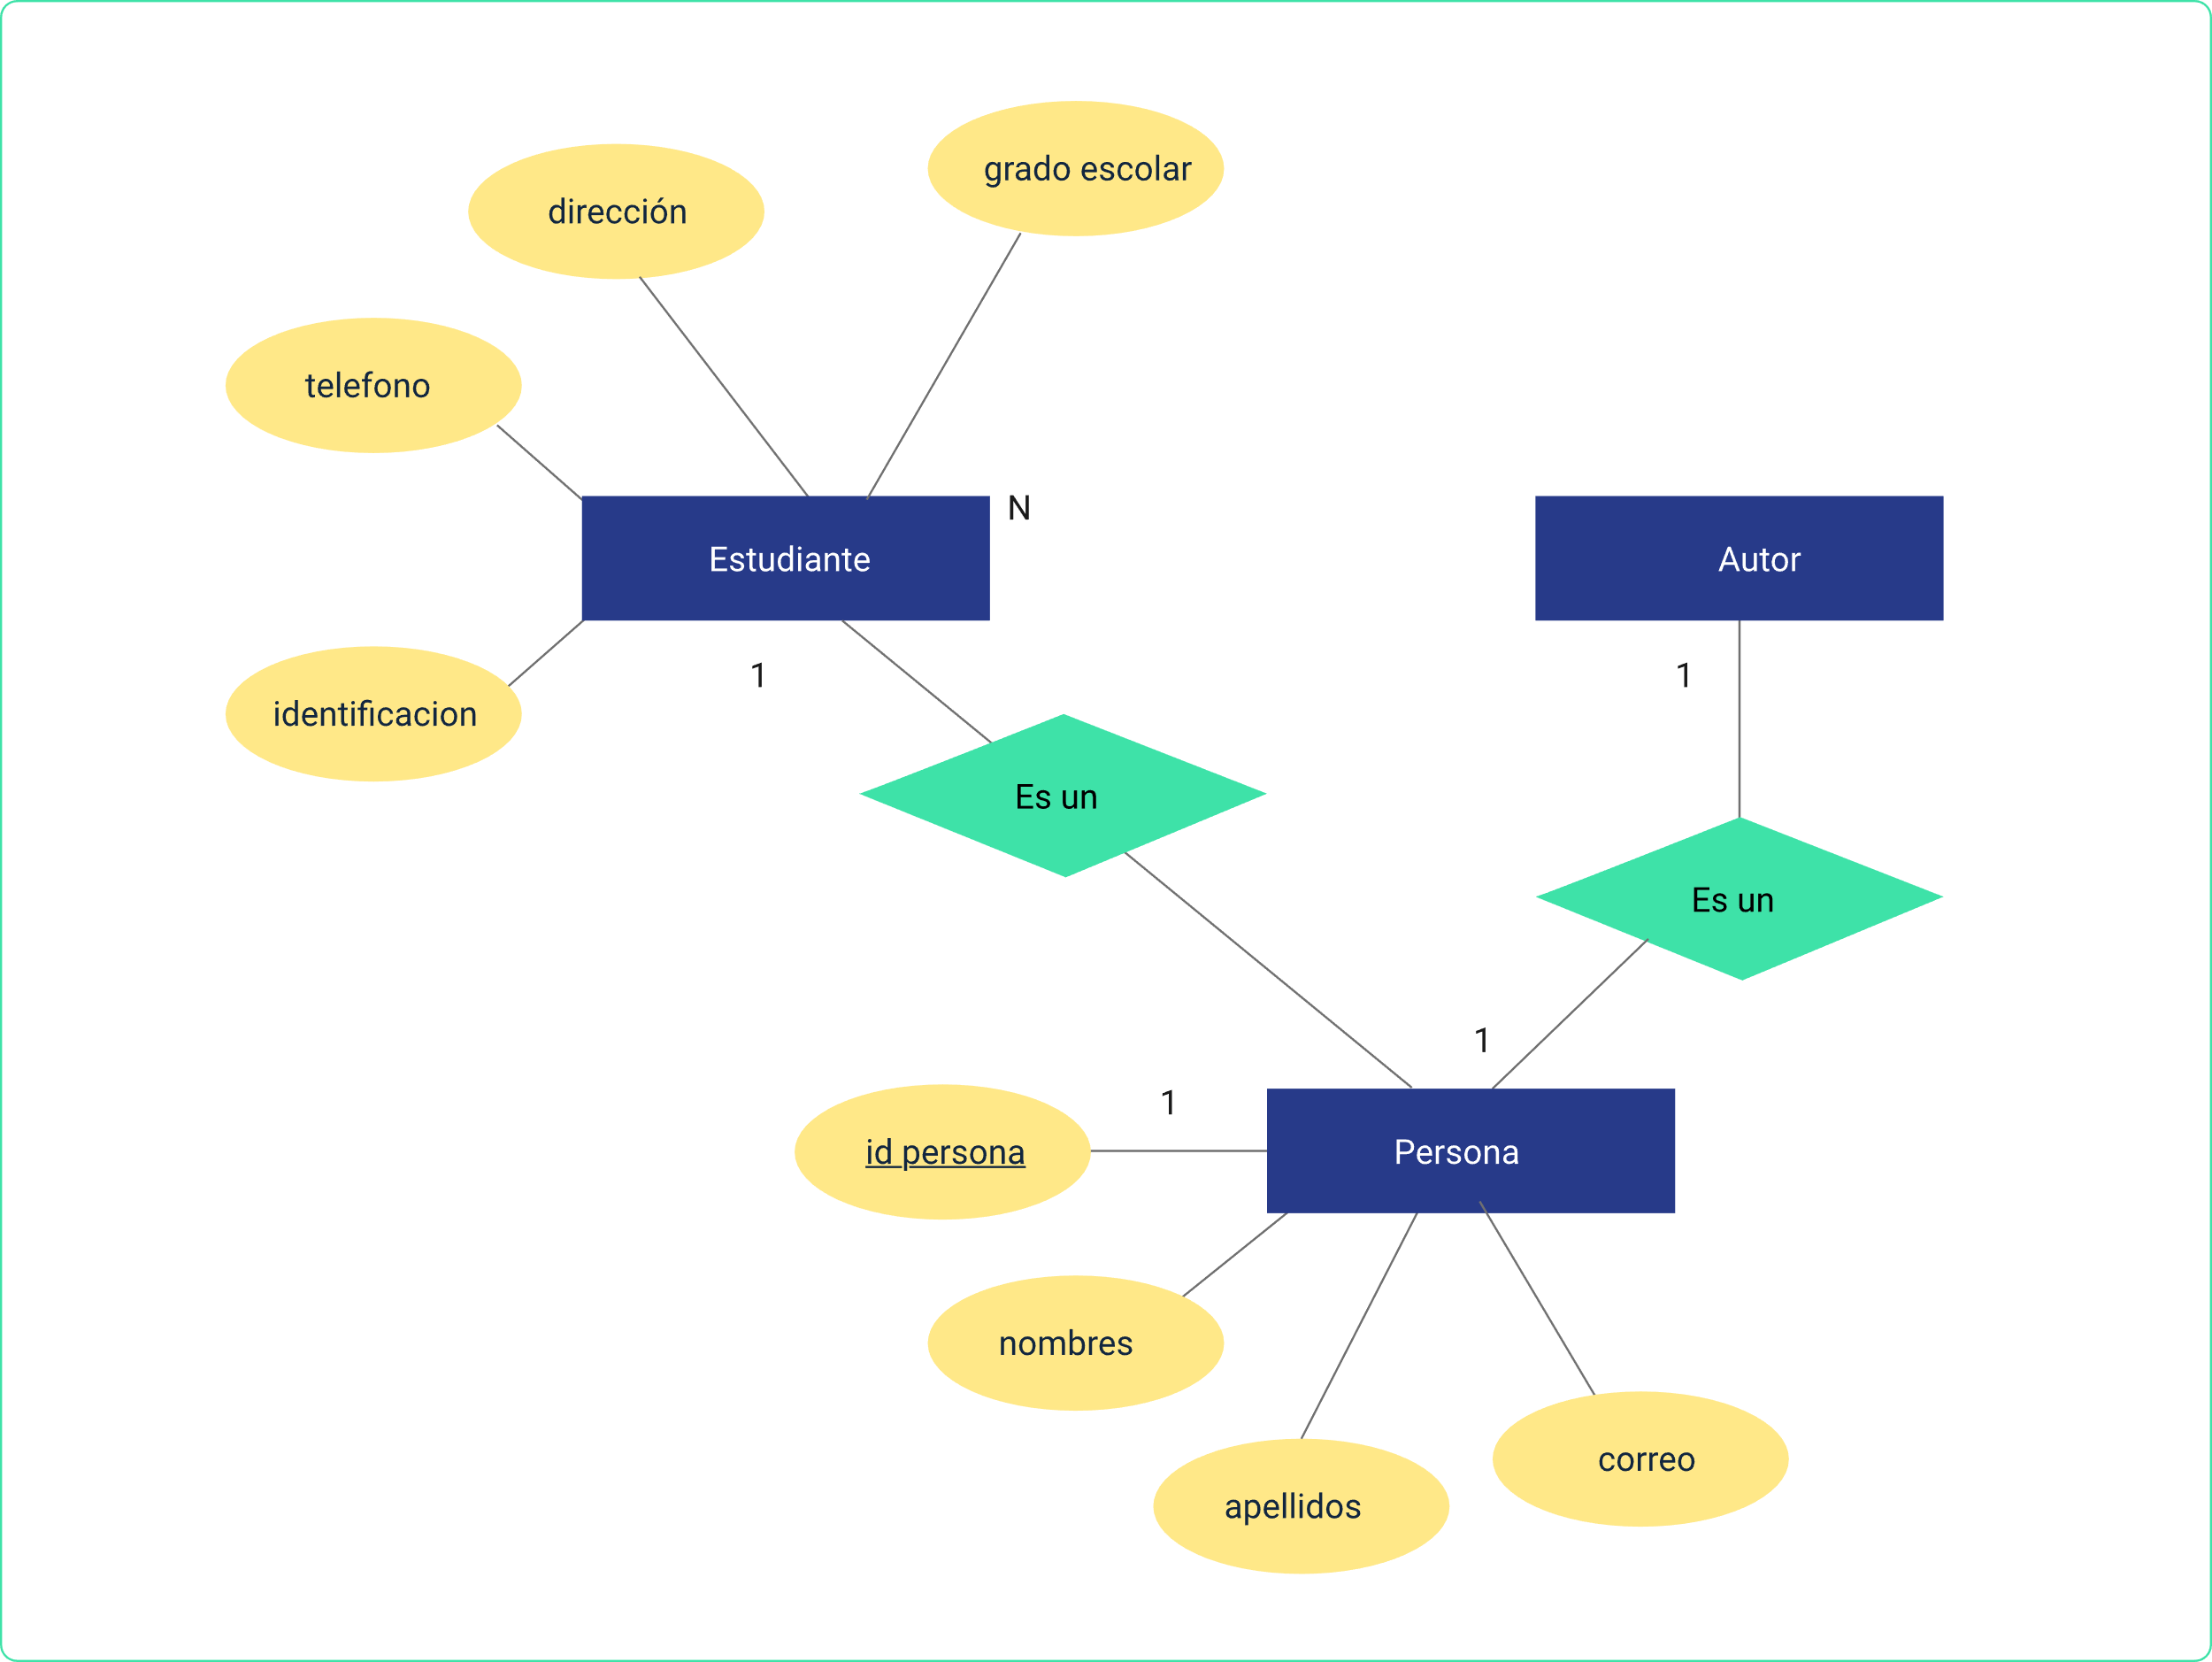 grado escolar
dirección
telefono
N
Estudiante
Autor
1
1
identificacion
Es un
Es un
1
1
id persona
Persona
nombres
correo
apellidos